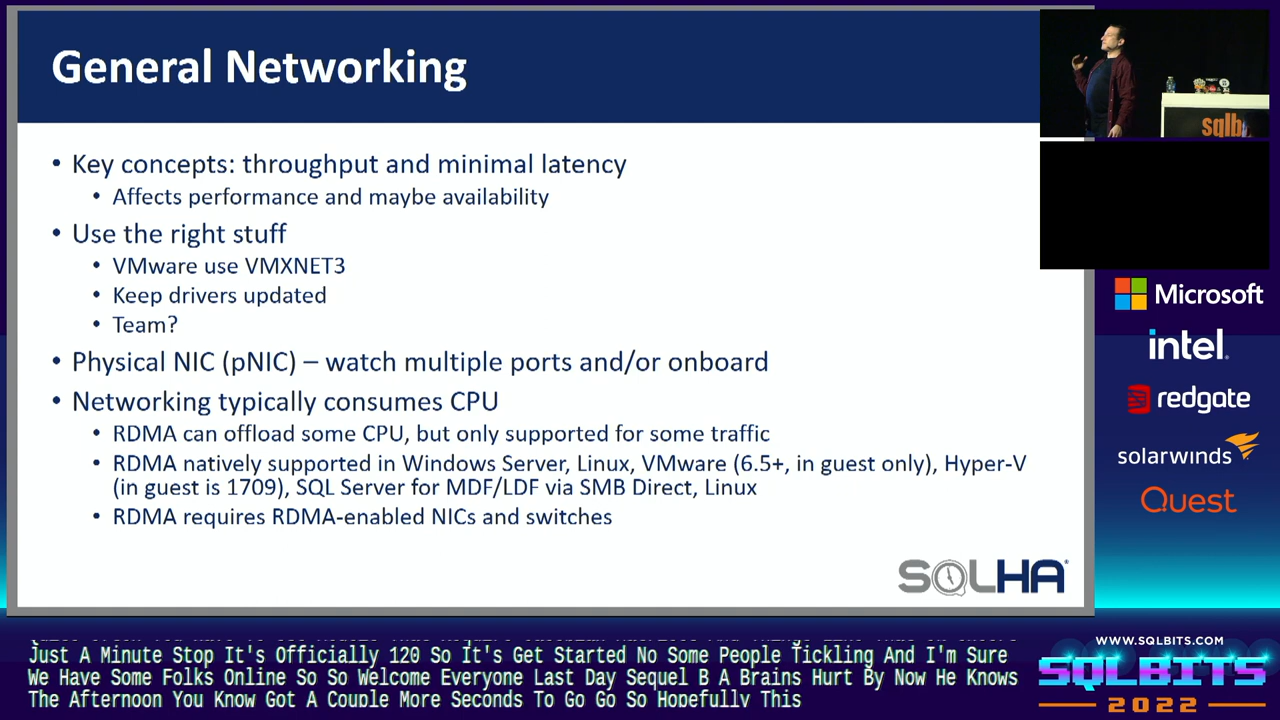 General Networking
• Key concepts: throughput and minimal latency
• Affects performance and maybe availability
• Use the right stuff
• VMware use VMXNET3
• Keep drivers updated
• Team?
• Physical NIC (pNIC) – watch multiple ports and/or onboard
• Networking typically consumes CPU
• RDMA can offload some CPU, but only supported for some traffic
• RDMA natively supported in Windows Server, Linux, VMware (6.5+, in guest only), Hyper-V
(in guest is 1709), SQL Server for MDF/LDF via SMB Direct, Linux
• RDMA requires RDMA-enabled NICs and switches
SQLHA
sqlb
Microsoft
intel.
redgate
solarwinds
Quest
WWW.SQLBITS.COM
SQLBITS
2022
Just A Minute Stop It's Officially 120 So It's Get Started No Some People Tickling And I'm Sure
We Have Some Folks Online So So Welcome Everyone Last Day Sequel B A Brains Hurt By Now He Knows
The Afternoon You Know Got A Couple More Seconds To Go Go So Hopefully This